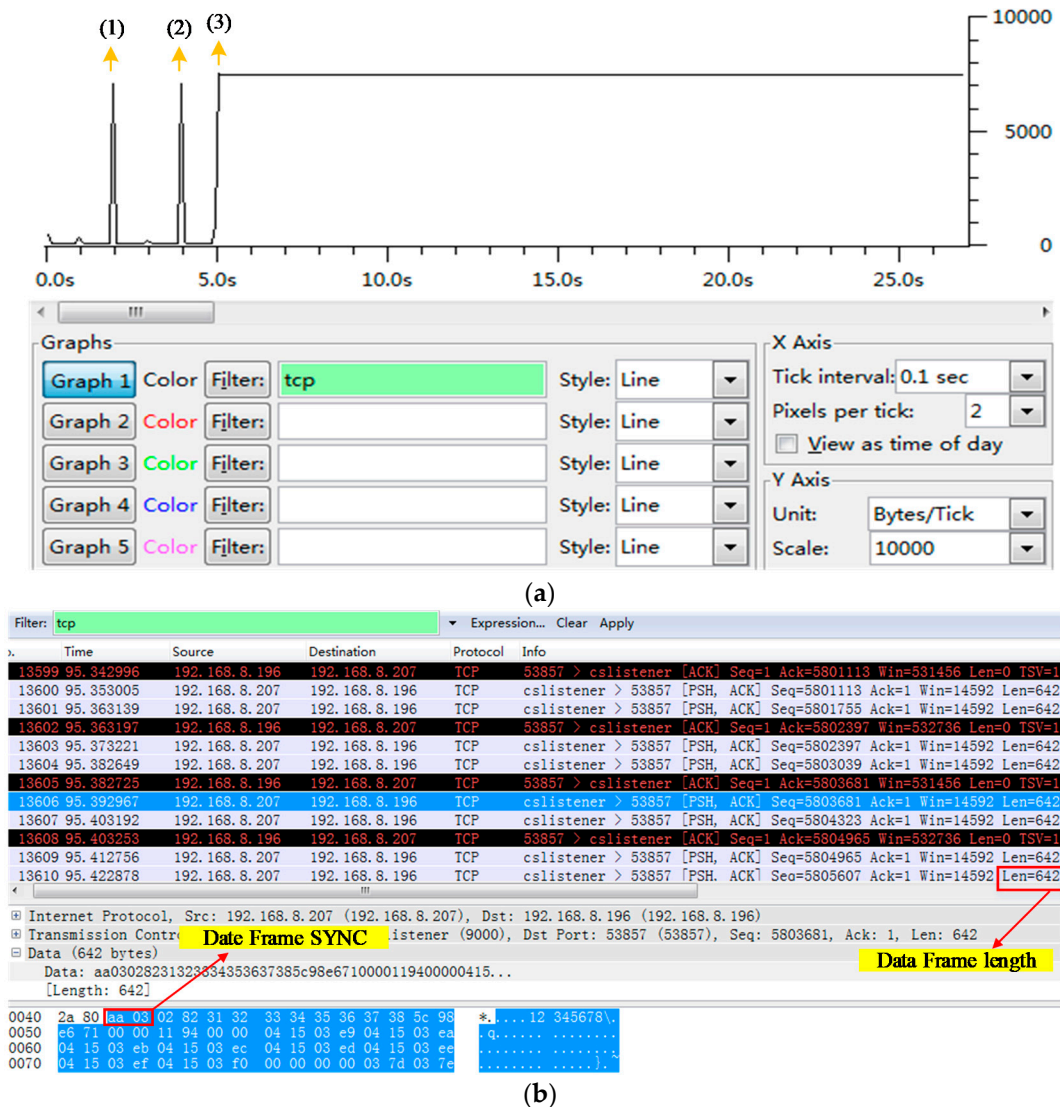 (1) (2) (3)
10000
5000
0
0.0s 5.0s 10.0s 15.0s 20.0s 25.0s
Graphs
X Axis
Graph 1 Color Filter: tcp Style: Line
Tick interval: 0.1 sec
Graph 2 Color Filter: Style: Line
Pixels per tick: 2
Graph 3 Color Filter: Style: Line
View as time of day
Y Axis
Graph 4 Color Filter: Style: Line
Unit: Bytes/Tick
Graph 5 Color Filter: Style: Line
Scale: 10000
(a)
Filter: tcp Expression... Clear Apply
Time Source Destination Protocol Info
13599 95.342996 192.168.8.196 192.168.8.207 TCP 53857 > cslistener [ACK] Seq=1 Ack=5801113 Win=531456 Len=0 TSV=1
13600 95.353005 192.168.8.207 192.168.8.196 TCP cslistener > 53857 [PSH, ACK] Seq=5801113 Ack=1 Win=14592 Len=642
13601 95.363139 192.168.8.207 192.168.8.196 TCP cslistener > 53857 [PSH, ACK] Seq=5801755 Ack=1 Win=14592 Len=642
13602 95.363197 192.168.8.196 192.168.8.207 TCP 53857 > cslistener [ACK] Seq=1 Ack=5802397 Win=532736 Len=0 TSV=1
13603 95.373221 192.168.8.207 192.168.8.196 TCP cslistener > 53857 [PSH, ACK] Seq=5802397 Ack=1 Win=14592 Len=642
13604 95.382649 192.168.8.207 192.168.8.196 TCP cslistener > 53857 [PSH, ACK] Seq=5803039 Ack=1 Win=14592 Len=642
13605 95.382725 192.168.8.196 192.168.8.207 TCP 53857 > cslistener [ACK] Seq=1 Ack=5803681 Win=531456 Len=0 TSV=1
13606 95.392967 192.168.8.207 192.168.8.196 TCP cslistener > 53857 [PSH, ACK] Seq=5803681 Ack=1 Win=14592 Len=642
13607 95.403192 192.168.8.207 192.168.8.196 TCP cslistener > 53857 [PSH, ACK] Seq=5804323 Ack=1 Win=14592 Len=642
13608 95.403253 192.168.8.196 192.168.8.207 TCP 53857 > cslistener [ACK] Seq=1 Ack=5804965 Win=532736 Len=0 TSV=1
13609 95.412756 192.168.8.207 192.168.8.196 TCP cslistener > 53857 [PSH, ACK] Seq=5804965 Ack=1 Win=14592 Len=642
13610 95.422878 192.168.8.207 192.168.8.196 TCP cslistener > 53857 [PSH, ACK] Seq=5805607 Ack=1 Win=14592 Len=642
Internet Protocol, Src: 192.168.8.207 (192.168.8.207), Dst: 192.168.8.196 (192.168.8.196)
Transmission Contr istener (9000), Dst Port: 53857 (53857), Seq: 5803681, Ack: 1, Len: 642
Date Frame SYNC
Data Frame length
Data (642 bytes)
Data: aa03028231323334353637385c98e6710000119400000415...
[Length: 642]
0040 2a 80 aa 03 02 82 31 32 33 34 35 36 37 38 5c 98 *.....12 345678\.
0050 e6 71 00 00 11 94 00 00 04 15 03 e9 04 15 03 ea .q...... ........
0060 04 15 03 eb 04 15 03 ec 04 15 03 ed 04 15 03 ee ........ ........
0070 04 15 03 ef 04 15 03 f0 00 00 00 00 03 7d 03 7e ........ .....}.~
(b)